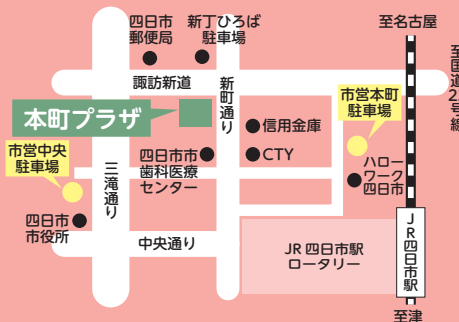 四日市
郵便局
新丁ひろば
駐車場
至名古屋
至国道23号線
諏訪新道
新町通り
市営本町
駐車場
本町プラザ
信用金庫
市営中央
駐車場
三滝通り
四日市市
歯科医療
センター
CTY
ハロー
ワーク
四日市
四日市
市役所
中央通り
JR四日市駅
ロータリー
JR四日市駅
至津